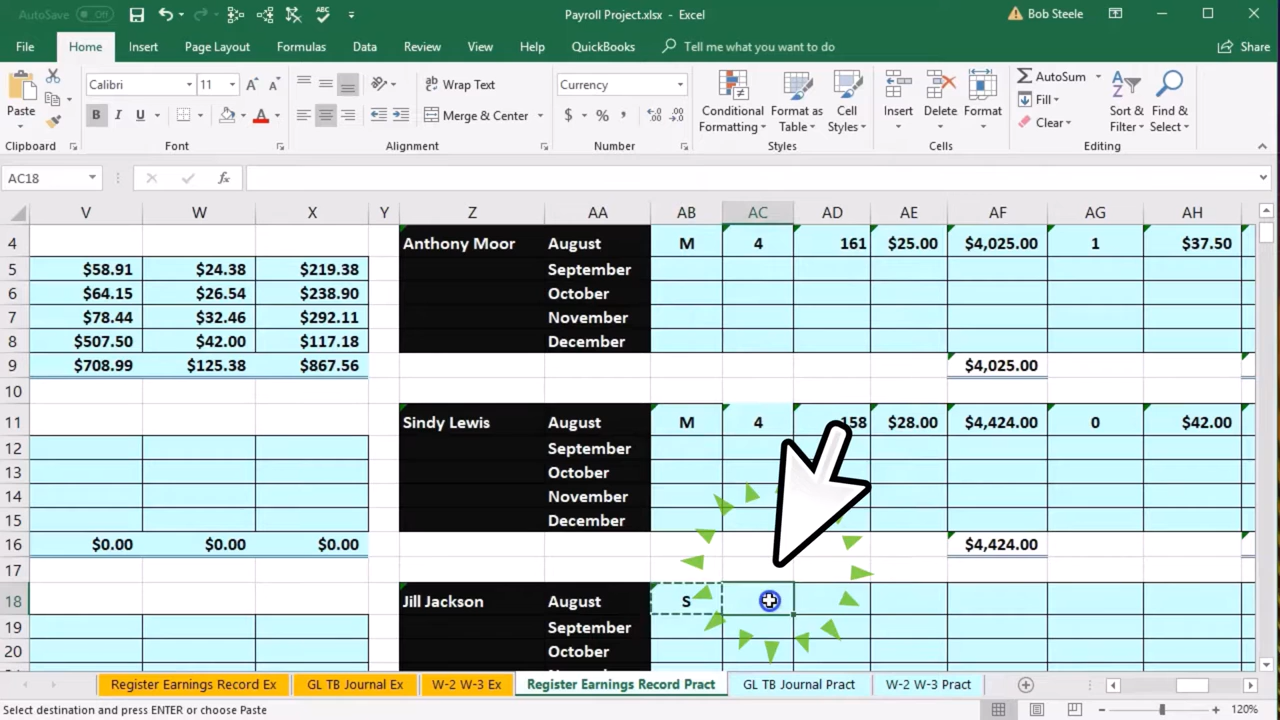 AutoSave Off
Payroll Project.xlsx - Excel
Bob Steele
File Home Insert Page Layout Formulas Data Review View Help QuickBooks Tell me what you want to do Share
Paste
Calibri 11
B I U
Wrap Text
Merge & Center
Currency
$ % ,
Conditional Formatting
Format as Table
Cell Styles
Insert
Delete
Format
AutoSum
Fill
Clear
Sort & Filter
Find & Select
Clipboard Font Alignment Number Styles Cells Editing
AC18 fx
V W X Y Z AA AB AC AD AE AF AG AH
4 Anthony Moor August M 4 161 $25.00 $4,025.00 1 $37.50
5 $58.91 $24.38 $219.38 September
6 $64.15 $26.54 $238.90 October
7 $78.44 $32.46 $292.11 November
8 $507.50 $42.00 $117.18 December
9 $708.99 $125.38 $867.56 $4,025.00
10
11 Sindy Lewis August M 4 158 $28.00 $4,424.00 0 $42.00
12 September
13 October
14 November
15 December
16 $0.00 $0.00 $0.00 $4,424.00
17
18 Jill Jackson August S
19 September
20 October
Register Earnings Record Ex GL TB Journal Ex W-2 W-3 Ex Register Earnings Record Pract GL TB Journal Pract W-2 W-3 Pract
Select destination and press ENTER or choose Paste 120%